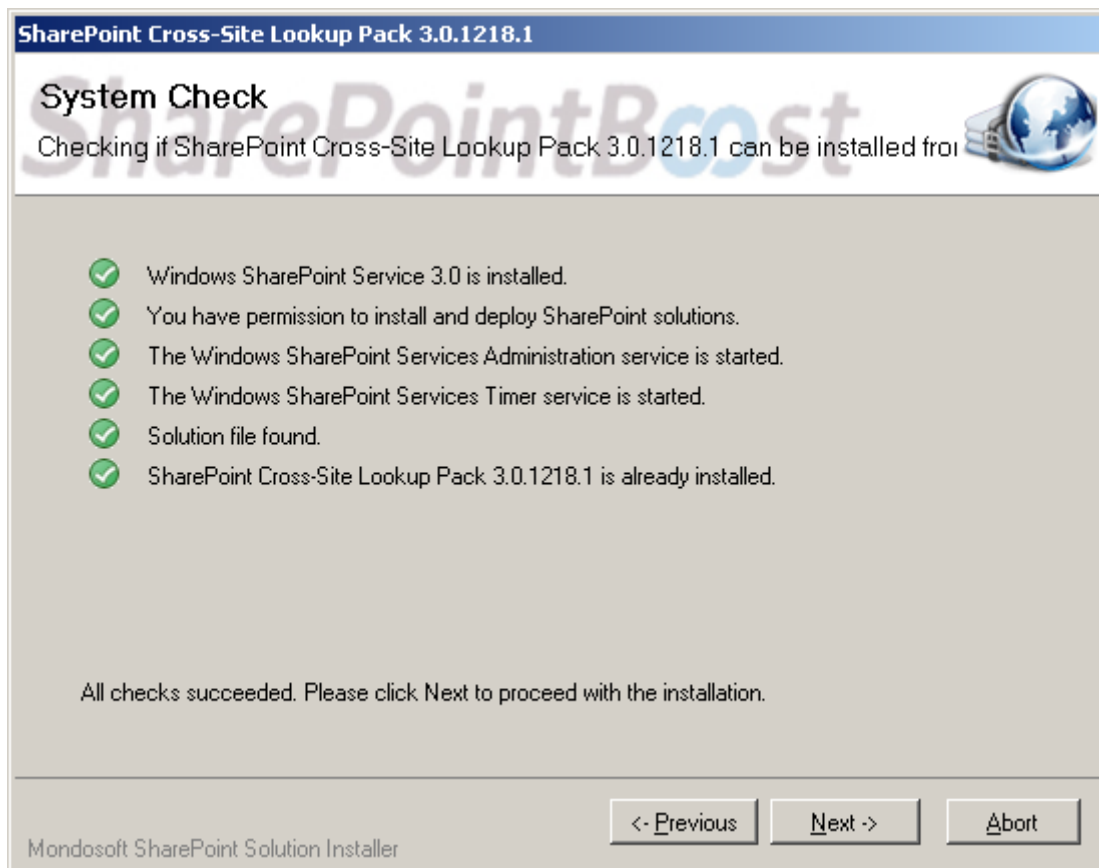 SharePoint Cross-Site Lookup Pack 3.0.1218.1
SharePointBoost
System Check
Checking if SharePoint Cross-Site Lookup Pack 3.0.1218.1 can be installed froi
Windows SharePoint Service 3.0 is installed.
You have permission to install and deploy SharePoint solutions.
The Windows SharePoint Services Administration service is started.
The Windows SharePoint Services Timer service is started.
Solution file found.
SharePoint Cross-Site Lookup Pack 3.0.1218.1 is already installed.
All checks succeeded. Please click Next to proceed with the installation.
<- Previous Next -> Abort
Mondosoft SharePoint Solution Installer